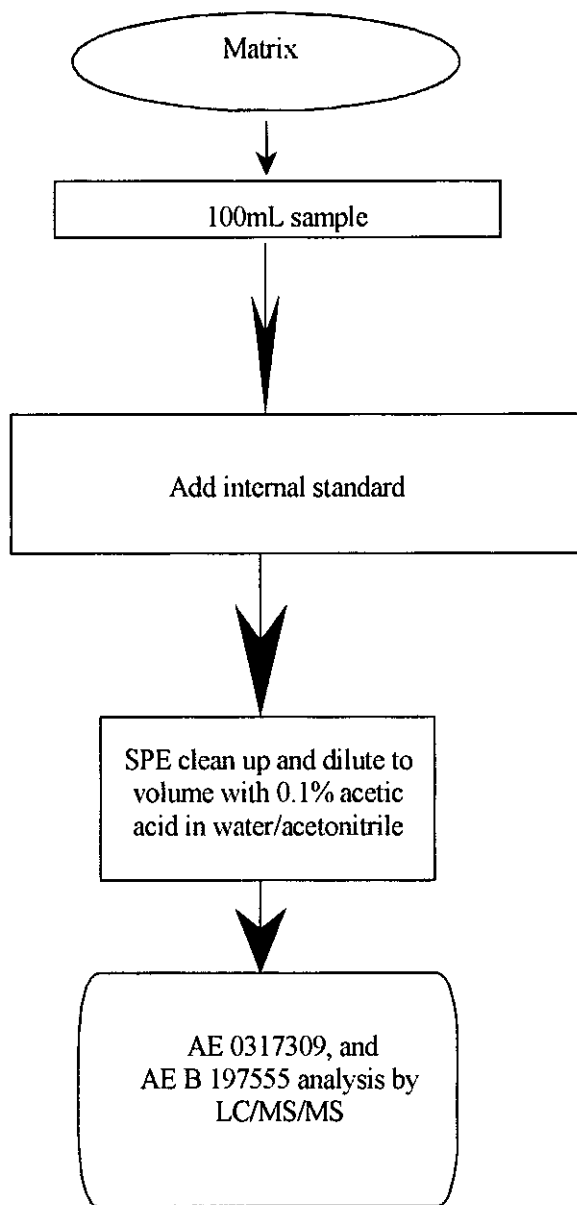 Matrix
100mL sample
Add internal standard
SPE clean up and dilute to
volume with 0.1% acetic
acid in water/acetonitrile
AE 0317309, and
AE B 197555 analysis by
LC/MS/MS